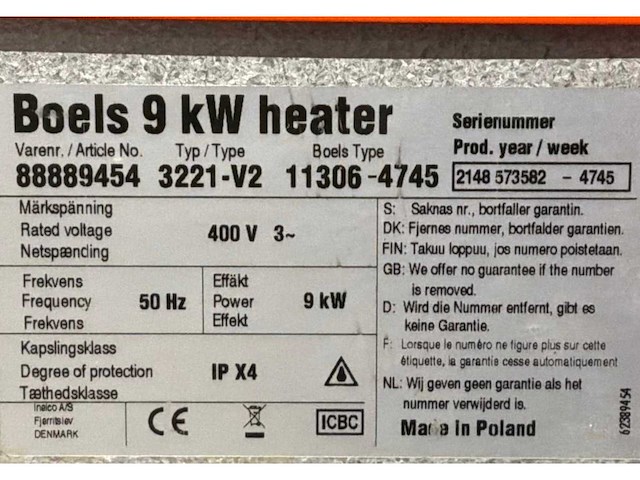 Boels 9 kW heater
Varenr. / Article No. Typ / Type Boels Type
88889454 3221-V2 11306-4745
Serienummer
Prod. year / week
2148 573582 - 4745
Märkspänning
Rated voltage 400 V 3~
Netspænding
Frekvens
Frequency 50 Hz
Frekvens
Effäkt
Power 9 kW
Effekt
Kapslingsklass
Degree of protection IP X4
Tæthedsklasse
Inelco A/S
Fjerritslev
DENMARK
CE
ICBC
S: Saknas nr., bortfaller garantin.
DK: Fjernes nummer, bortfalder garantien.
FIN: Takuu loppuu, jos numero poistetaan.
GB: We offer no guarantee if the number
is removed.
D: Wird die Nummer entfernt, gibt es
keine Garantie.
F: Lorsque le numéro ne figure plus sur cette
étiquette, la garantie cesse automatiquement
NL: Wij geven geen garantie als het
nummer verwijderd is.
Made in Poland
62389454